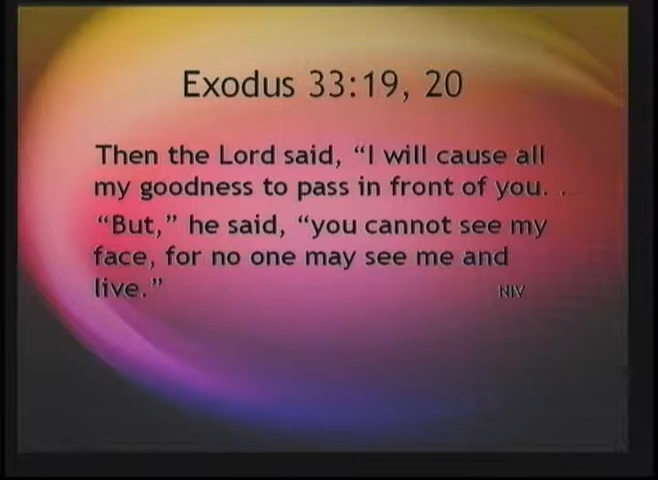 Exodus 33:19, 20
Then the Lord said, “I will cause all
my goodness to pass in front of you. .
“But,” he said, “you cannot see my
face, for no one may see me and
live.”
NIV